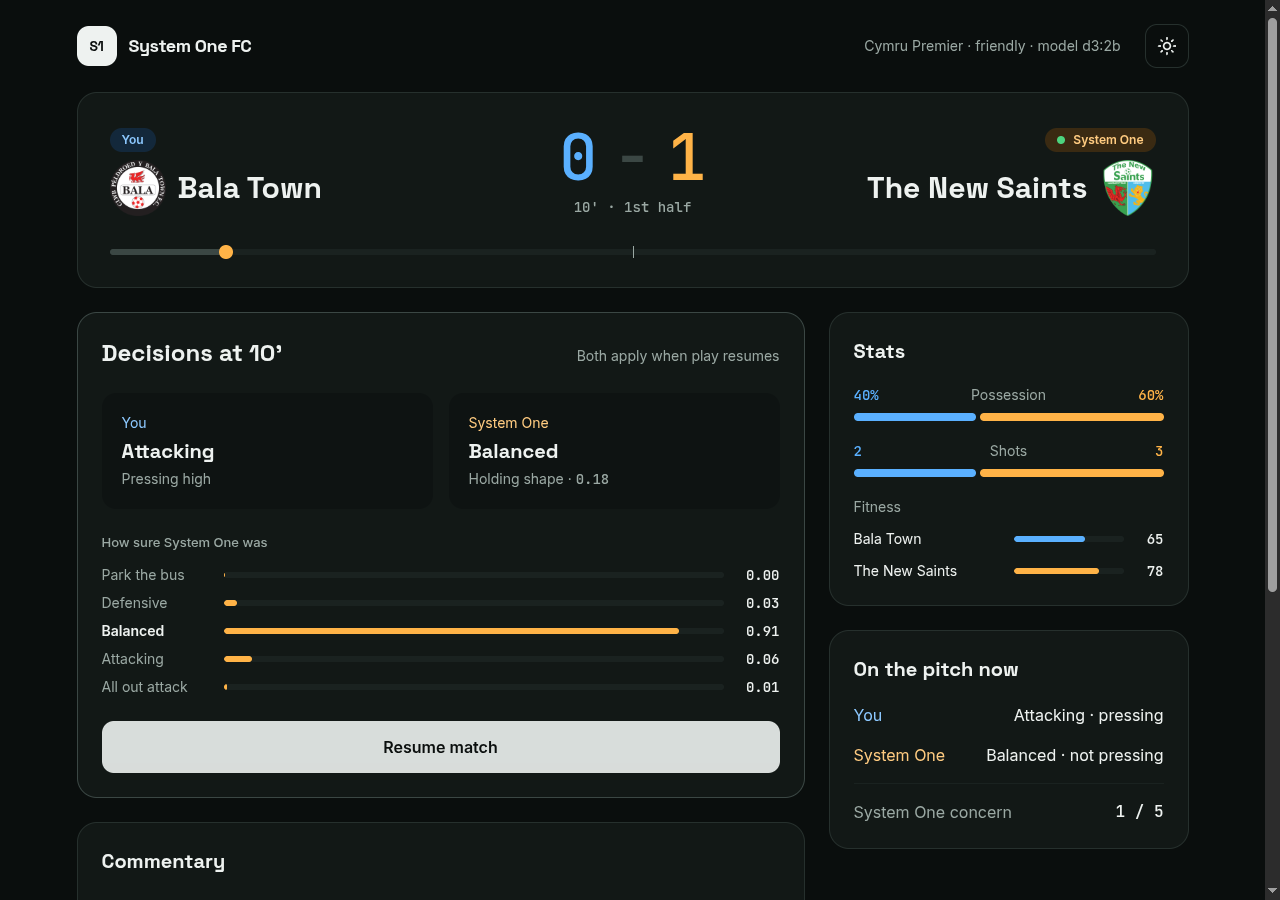 S1
System One FC
Cymru Premier · friendly · model d3:2b
You
0 – 1
System One
BALA
Bala Town
The New Saints
The New
Saints
10' · 1st half
Decisions at 10’
Both apply when play resumes
You
Attacking
Pressing high
System One
Balanced
Holding shape · 0.18
How sure System One was
Park the bus 0.00
Defensive 0.03
Balanced 0.91
Attacking 0.06
All out attack 0.01
Resume match
Commentary
Stats
40% Possession 60%
2 Shots 3
Fitness
Bala Town 65
The New Saints 78
On the pitch now
You Attacking · pressing
System One Balanced · not pressing
System One concern 1 / 5